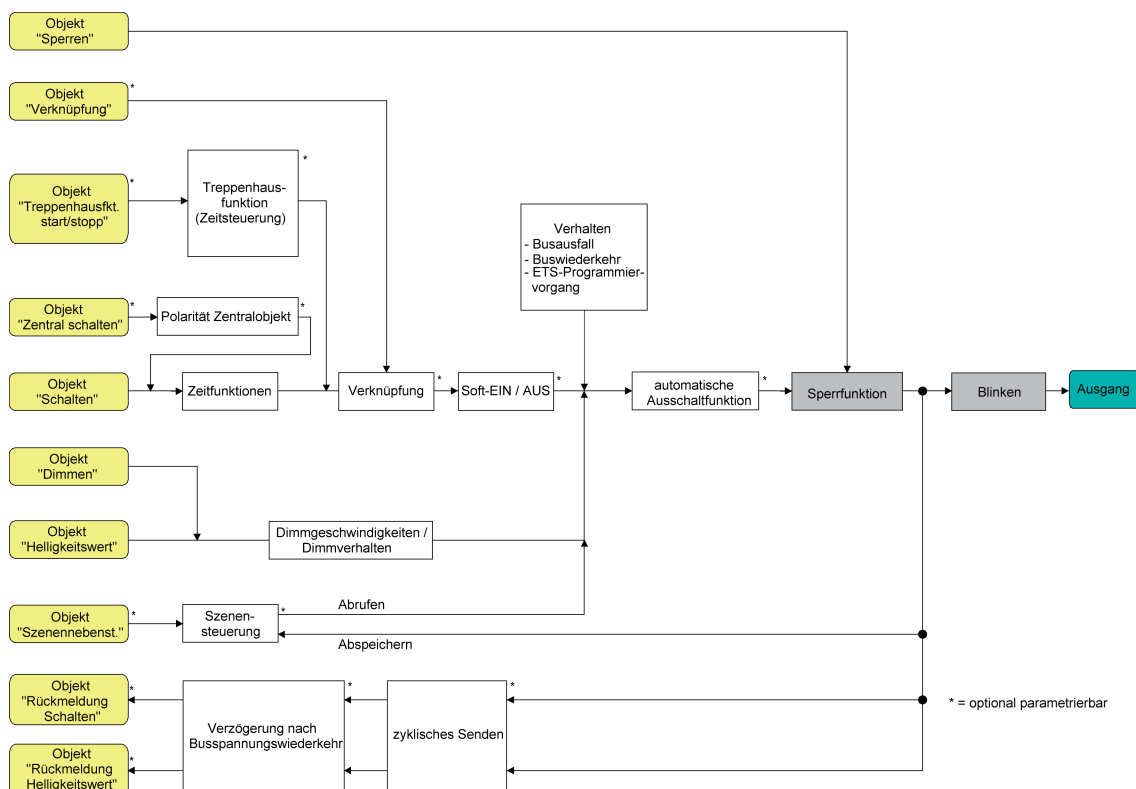 Objekt
"Sperren"
Objekt
"Verknüpfung"
*
Objekt
"Treppenhausfkt.
start/stopp"
*
Treppenhaus-
funktion
(Zeitsteuerung)
*
Verhalten
- Busausfall
- Buswiederkehr
- ETS-Programmier-
vorgang
Objekt
"Zentral schalten"
*
Polarität Zentralobjekt
*
Objekt
"Schalten"
Zeitfunktionen
Verknüpfung
*
Soft-EIN / AUS
*
automatische
Ausschaltfunktion
*
Sperrfunktion
Blinken
Ausgang
Objekt
"Dimmen"
Objekt
"Helligkeitswert"
Dimmgeschwindigkeiten /
Dimmverhalten
Objekt
"Szenennebenst."
*
Szenen-
steuerung
*
Abrufen
Abspeichern
Objekt
"Rückmeldung
Schalten"
*
Verzögerung nach
Busspannungswiederkehr
*
zyklisches Senden
*
* = optional parametrierbar
Objekt
"Rückmeldung
Helligkeitswert"
*